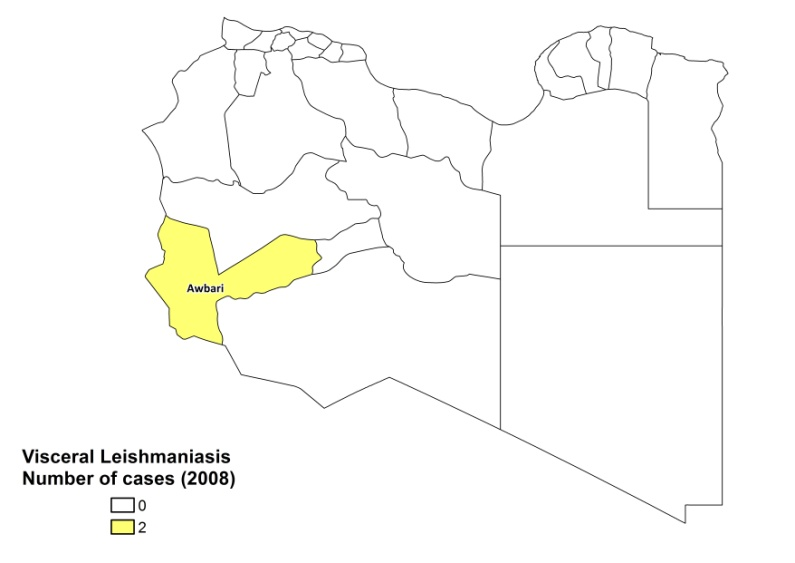 Awbari
Visceral Leishmaniasis
Number of cases (2008)
0
2